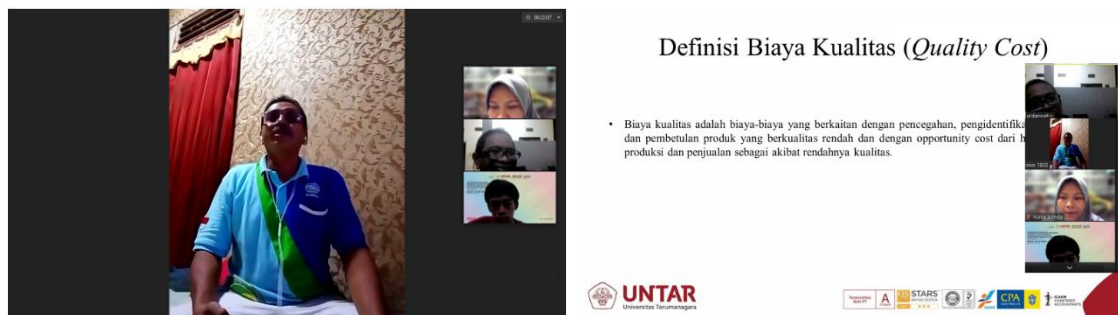 Definisi Biaya Kualitas (Quality Cost)
• Biaya kualitas adalah biaya-biaya yang berkaitan dengan pencegahan,
dan pembetulan produk yang berkualitas rendah dan dengan opportunity cost dari
produksi dan penjualan sebagai akibat rendahnya kualitas.
UNTAR
Universitas Tarumanagara
A
STARS
CPA